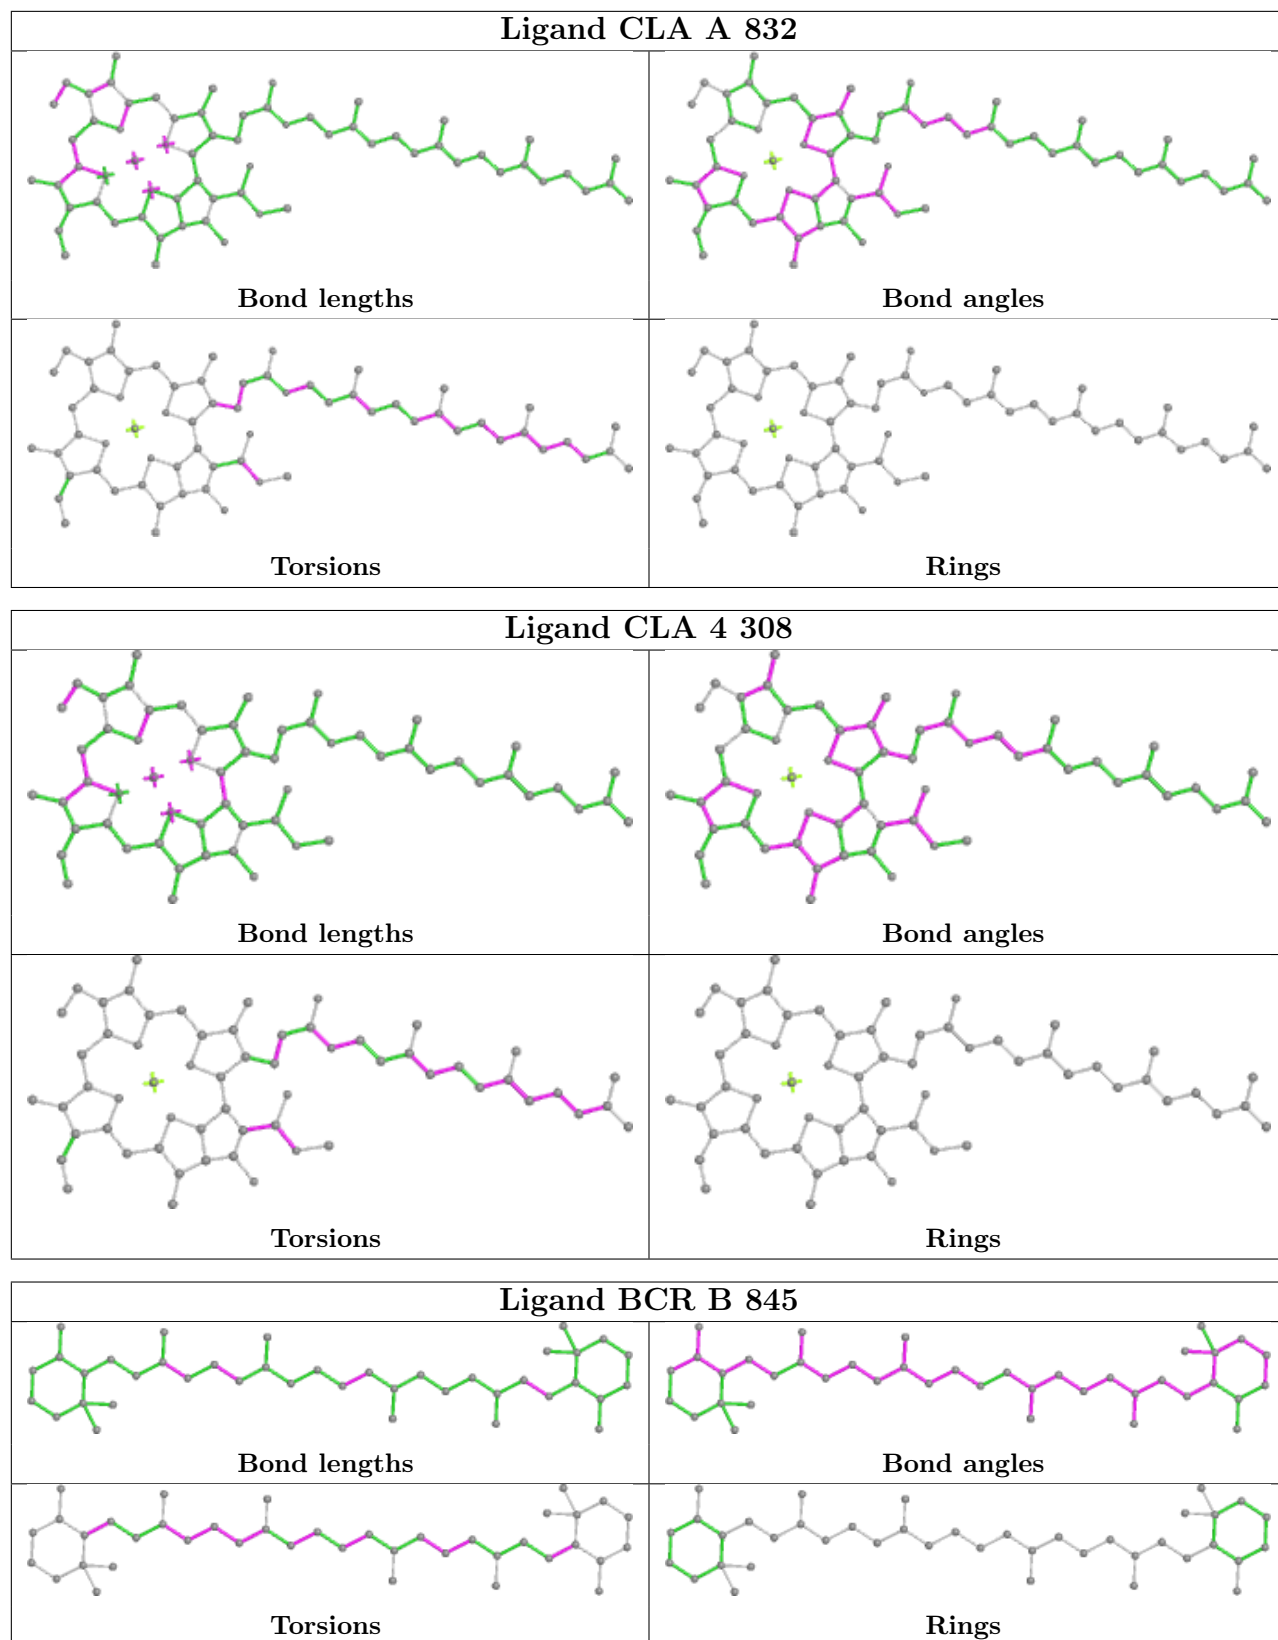 Ligand CLA A 832
Bond lengths
Bond angles
Torsions
Rings
Ligand CLA 4 308
Bond lengths
Bond angles
Torsions
Rings
Ligand BCR B 845
Bond lengths
Bond angles
Torsions
Rings